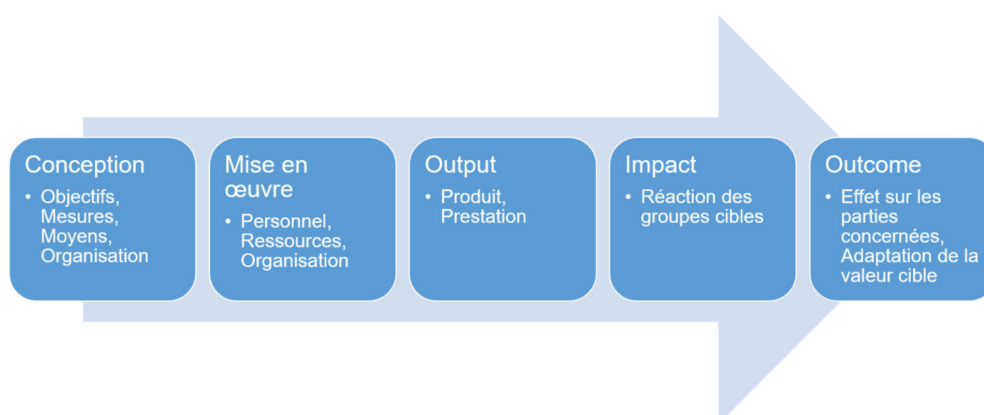 Conception
• Objectifs,
Mesures,
Moyens,
Organisation
Mise en
œuvre
• Personnel,
Ressources,
Organisation
Output
• Produit,
Prestation
Impact
• Réaction des
groupes cibles
Outcome
• Effet sur les
parties
concernées,
Adaptation de la
valeur cible